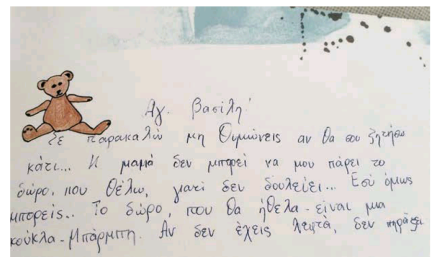 Αγ. Βασίλη!
Σε παρακαλώ μη θυμώνεις αν θα σου ζητήσω
κάτι... Η μαμά δεν μπορεί να μου πάρει το
δώρο, που θέλω, γιατί δεν δουλεύει... Εσύ όμως
μπορείς.. Το δώρο, που θα ήθελα - είναι μια
κούκλα - Μπάρμπη. Αν δεν έχεις λεφτά, δεν πηράζει